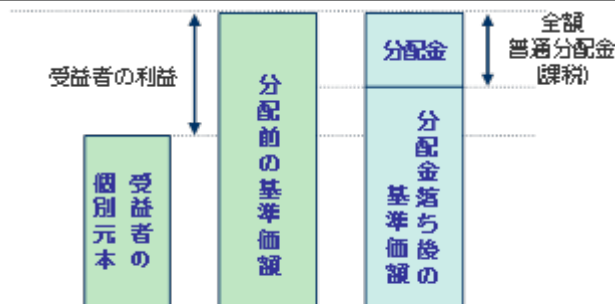 全額
普通分配金
(課税)
分配金
受益者の利益
分配前の基準価額
分配金落ち後の
基準価額
受益者の
個別元本